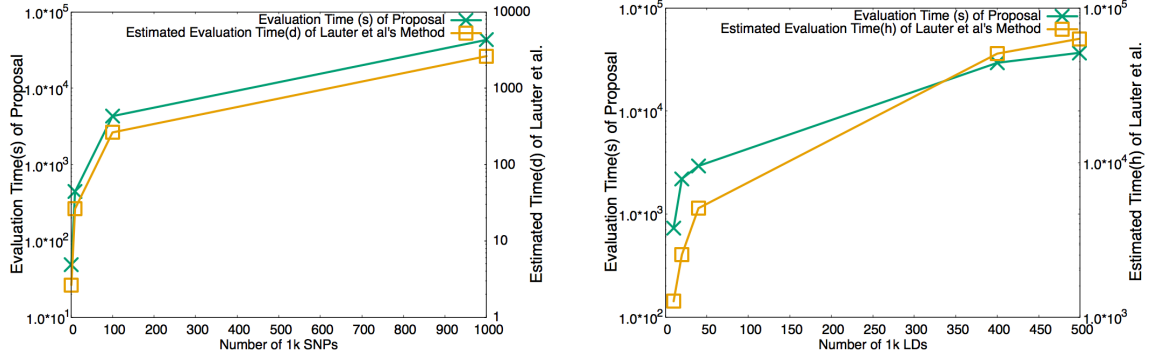 Evaluation Time (s) of Proposal
Estimated Evaluation Time(d) of Lauter et al's Method
1.0*10^5
1.0*10^4
1.0*10^3
1.0*10^2
1.0*10^1
10000
1000
100
10
1
Evaluation Time(s) of Proposal
Estimated Time(d) of Lauter et al.
0 100 200 300 400 500 600 700 800 900 1000
Number of 1k SNPs
Evaluation Time (s) of Proposal
Estimated Evaluation Time(h) of Lauter et al's Method
1.0*10^5
1.0*10^4
1.0*10^3
1.0*10^2
1.0*10^5
1.0*10^4
1.0*10^3
Evaluation Time(s) of Proposal
Estimated Time(h) of Lauter et al.
0 50 100 150 200 250 300 350 400 450 500
Number of 1k LDs